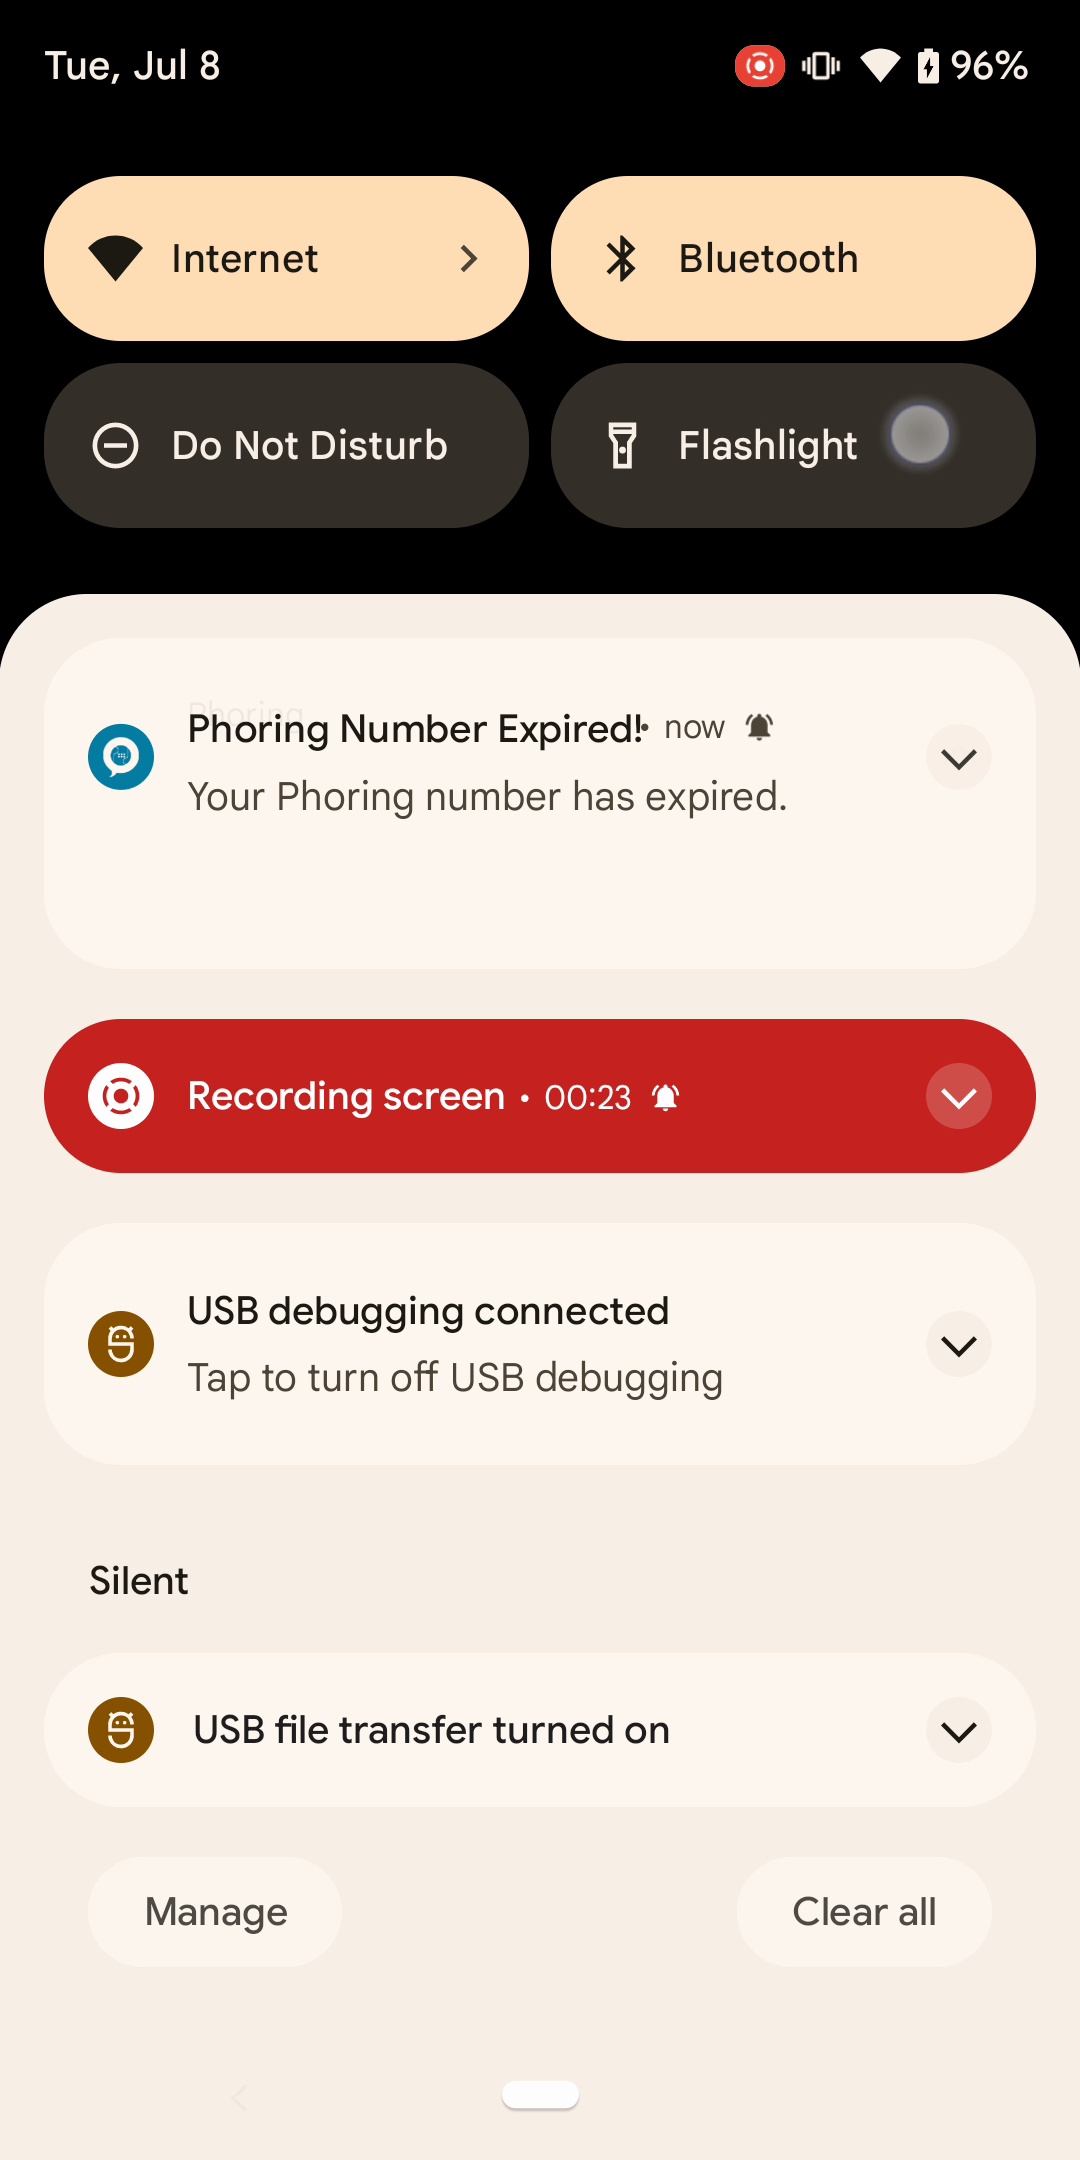 Tue, Jul 8 96%
Internet
Bluetooth
Do Not Disturb
Flashlight
Phoring
Phoring Number Expired! • now
Your Phoring number has expired.
Recording screen • 00:23
USB debugging connected
Tap to turn off USB debugging
Silent
USB file transfer turned on
Manage
Clear all